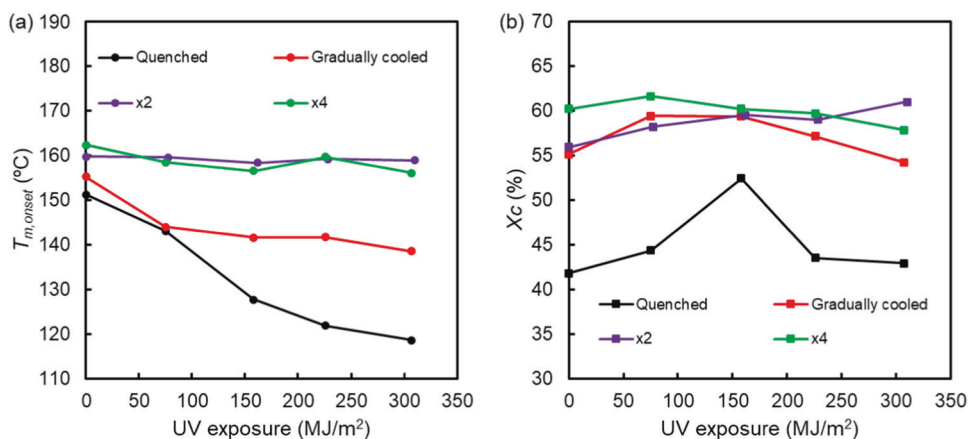 (a)
190
180
170
160
150
140
130
120
110
Tm,onset (ºC)
Quenched
Gradually cooled
x2
x4
0 50 100 150 200 250 300 350
UV exposure (MJ/m²)
(b)
70
65
60
55
50
45
40
35
30
Xc (%)
Quenched
Gradually cooled
x2
x4
0 50 100 150 200 250 300 350
UV exposure (MJ/m²)